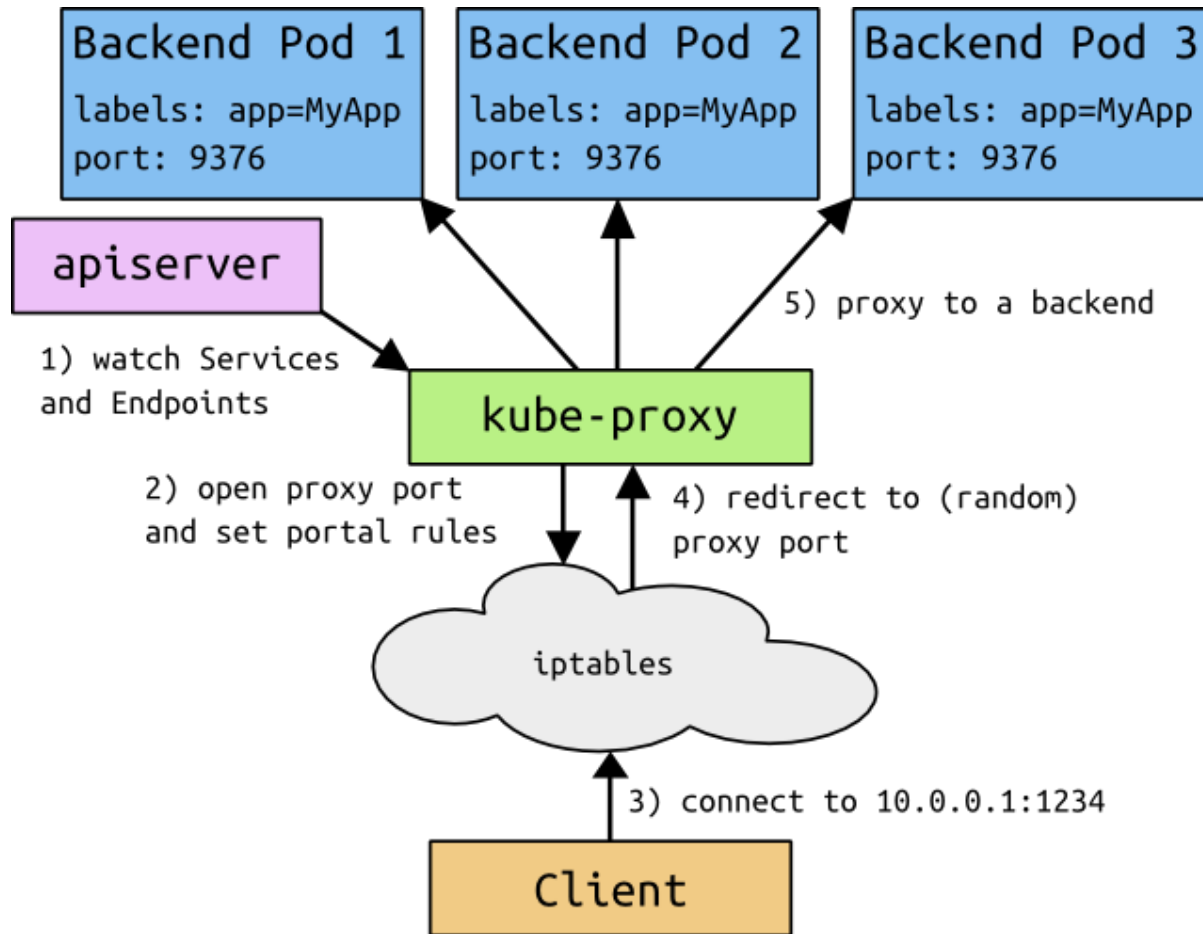 Backend Pod 1
labels: app=MyApp
port: 9376
Backend Pod 2
labels: app=MyApp
port: 9376
Backend Pod 3
labels: app=MyApp
port: 9376
apiserver
1) watch Services
and Endpoints
5) proxy to a backend
kube-proxy
2) open proxy port
and set portal rules
4) redirect to (random)
proxy port
iptables
3) connect to 10.0.0.1:1234
Client